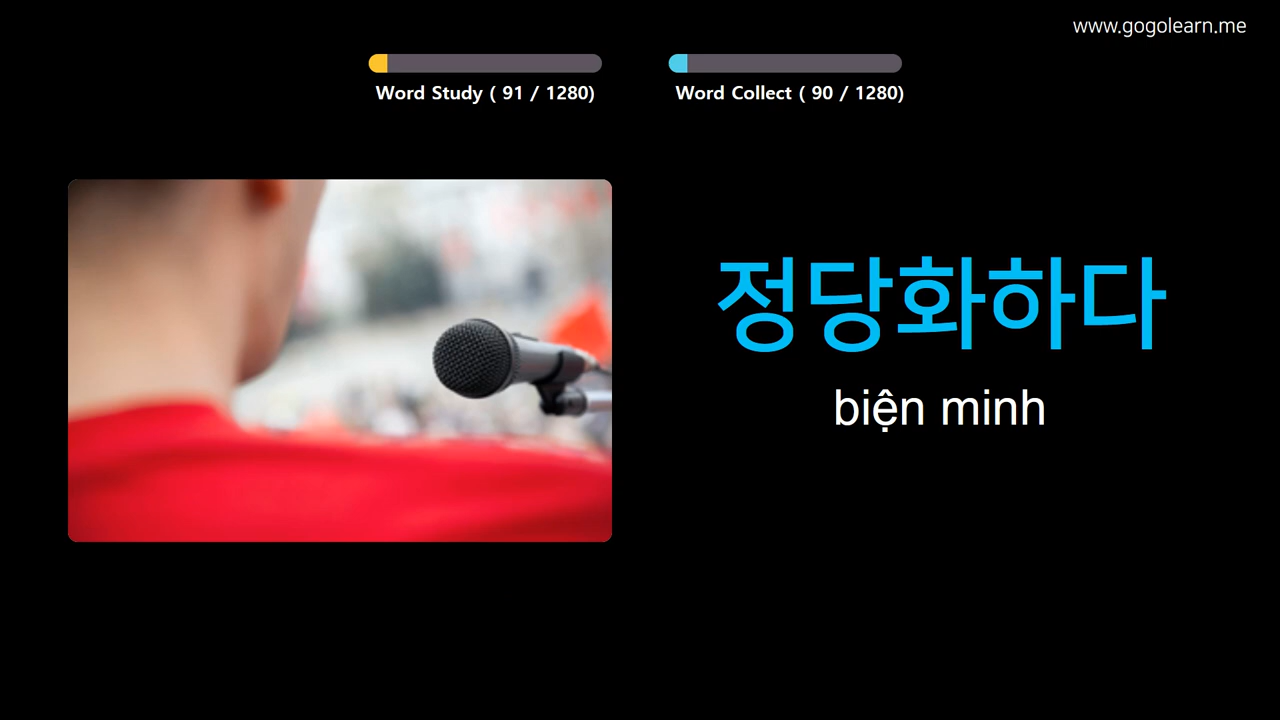 www.gogolearn.me
Word Study ( 91 / 1280)
Word Collect ( 90 / 1280)
정당화하다
biện minh